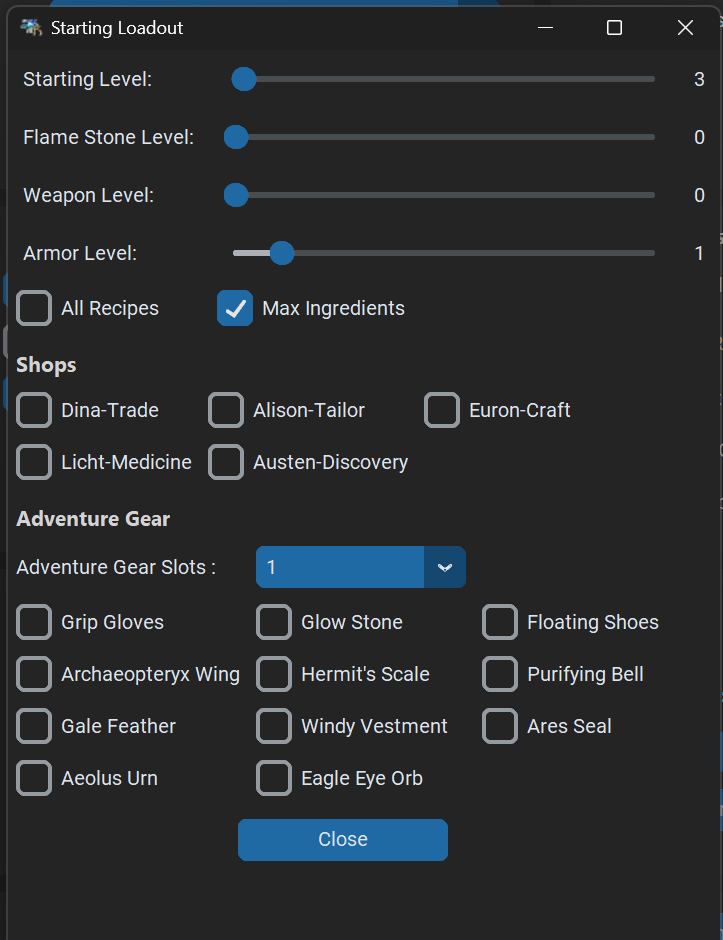 Starting Loadout
Starting Level: 3
Flame Stone Level: 0
Weapon Level: 0
Armor Level: 1
All Recipes Max Ingredients
Shops
Dina-Trade Alison-Tailor Euron-Craft
Licht-Medicine Austen-Discovery
Adventure Gear
Adventure Gear Slots : 1
Grip Gloves Glow Stone Floating Shoes
Archaeopteryx Wing Hermit's Scale Purifying Bell
Gale Feather Windy Vestment Ares Seal
Aeolus Urn Eagle Eye Orb
Close